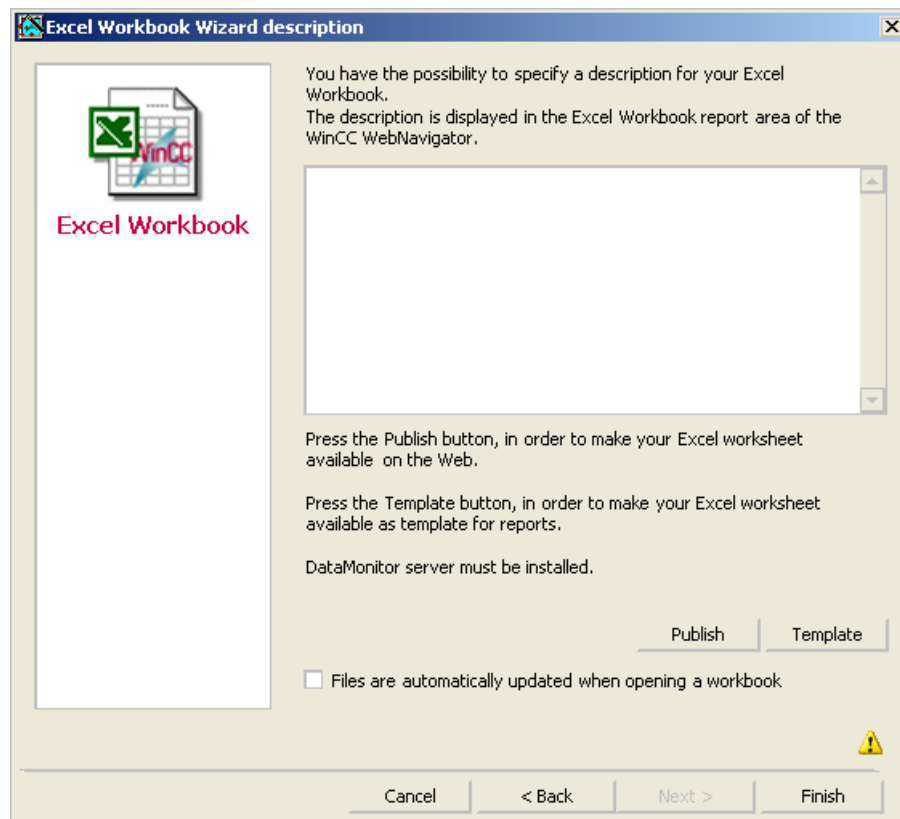 Excel Workbook Wizard description
You have the possibility to specify a description for your Excel
Workbook.
The description is displayed in the Excel Workbook report area of the
WinCC WebNavigator.
WinCC
Excel Workbook
Press the Publish button, in order to make your Excel worksheet
available on the Web.
Press the Template button, in order to make your Excel worksheet
available as template for reports.
DataMonitor server must be installed.
Publish
Template
Files are automatically updated when opening a workbook
Cancel
< Back
Next >
Finish